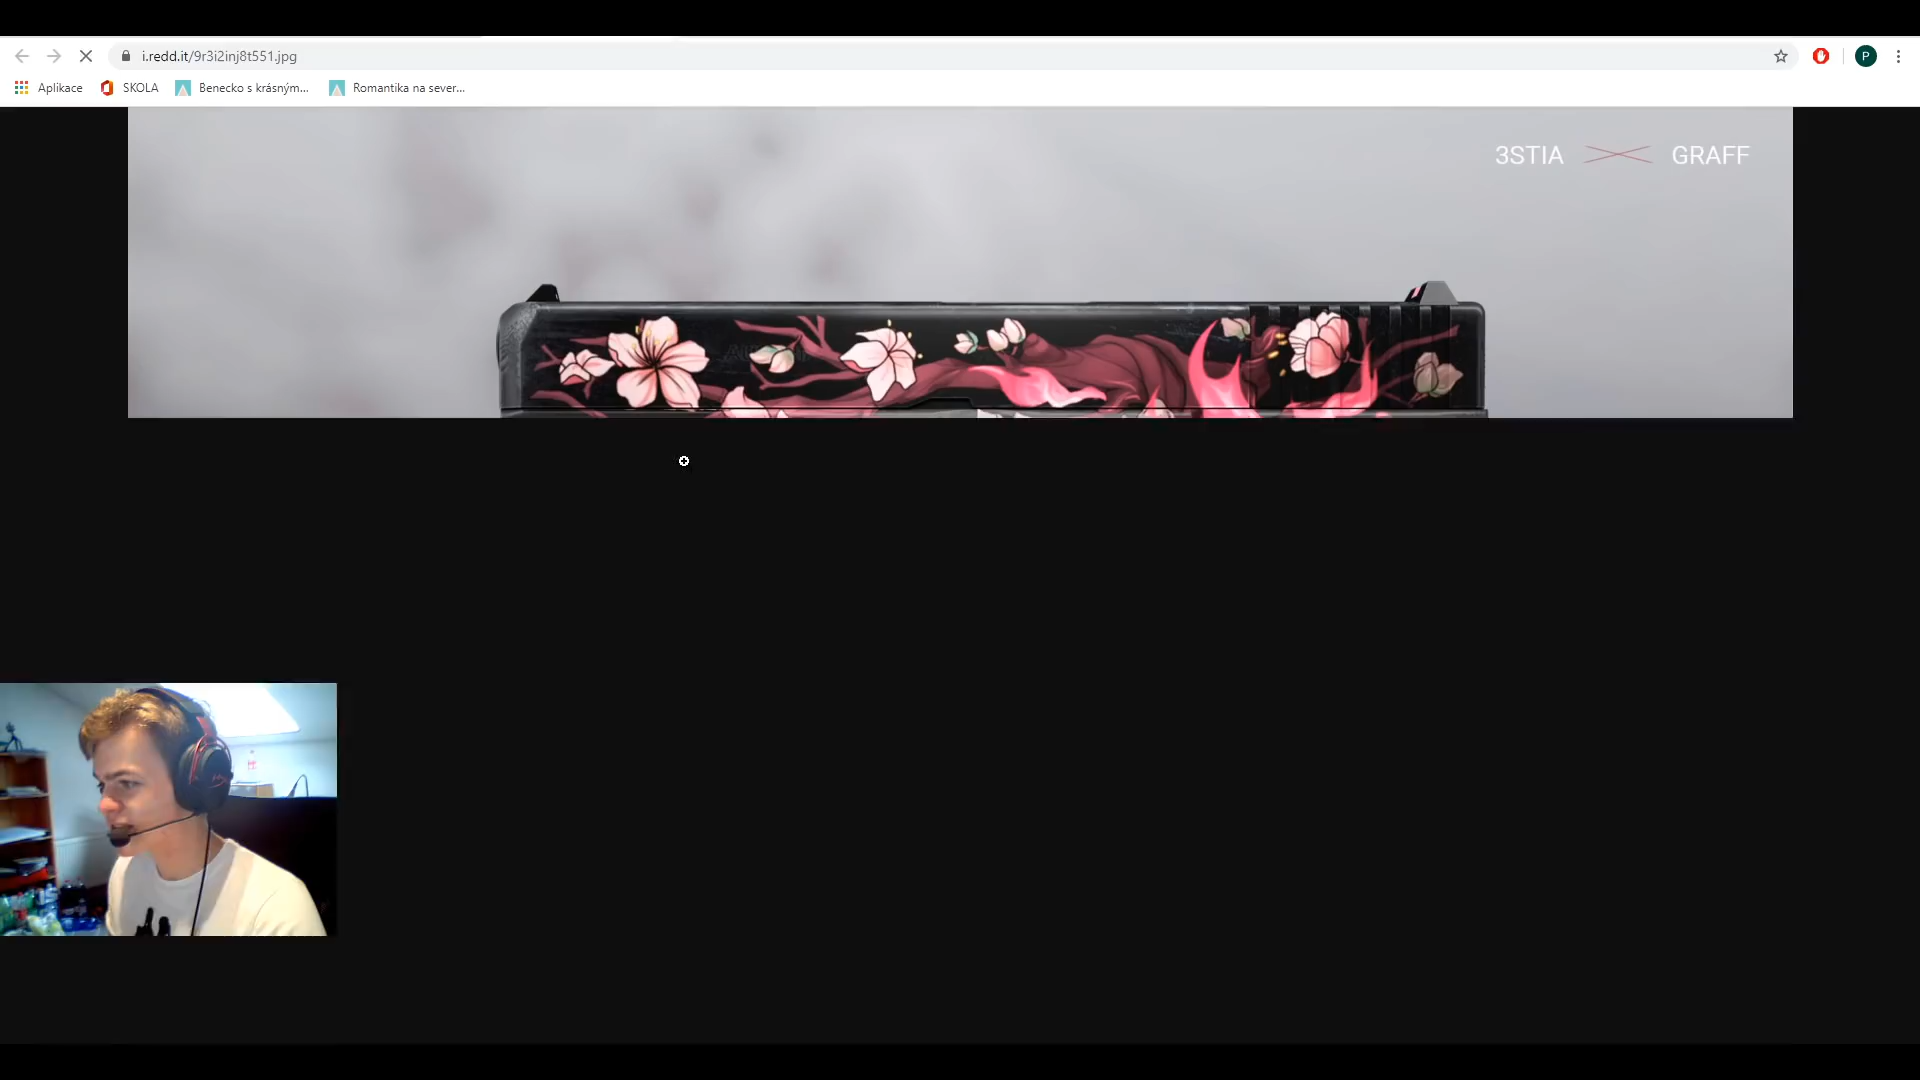 i.redd.it/9r3i2inj8t551.jpg
P
Aplikace SKOLA Benecko s krásným... Romantika na sever...
3STIA GRAFF